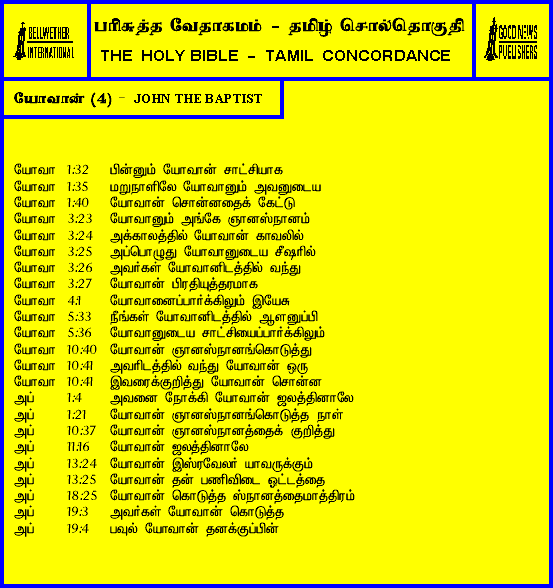 BELLWETHER
INTERNATIONAL
பரிசுத்த வேதாகமம் - தமிழ் சொல்தொகுதி
THE HOLY BIBLE - TAMIL CONCORDANCE
GOOD NEWS
PUBLISHERS
யோவான் (4) - JOHN THE BAPTIST
யோவா 1:32 பின்னும் யோவான் சாட்சியாக
யோவா 1:35 மறுநாளிலே யோவானும் அவனுடைய
யோவா 1:40 யோவான் சொன்னதைக் கேட்டு
யோவா 3:23 யோவானும் அங்கே ஞானஸ்நானம்
யோவா 3:24 அக்காலத்தில் யோவான் காவலில்
யோவா 3:25 அப்பொழுது யோவானுடைய சீஷரில்
யோவா 3:26 அவர்கள் யோவானிடத்தில் வந்து
யோவா 3:27 யோவான் பிரதியுத்தரமாக
யோவா 4:1 யோவானைப்பார்க்கிலும் இயேசு
யோவா 5:33 நீங்கள் யோவானிடத்தில் ஆளனுப்பி
யோவா 5:36 யோவானுடைய சாட்சியைப்பார்க்கிலும்
யோவா 10:40 யோவான் ஞானஸ்நானங்கொடுத்து
யோவா 10:41 அவரிடத்தில் வந்து யோவான் ஒரு
யோவா 10:41 இவரைக்குறித்து யோவான் சொன்ன
அப் 1:4 அவனை நோக்கி யோவான் ஜலத்தினாலே
அப் 1:21 யோவான் ஞானஸ்நானங்கொடுத்த நாள்
அப் 10:37 யோவான் ஞானஸ்நானத்தைக் குறித்து
அப் 11:16 யோவான் ஜலத்தினாலே
அப் 13:24 யோவான் இஸ்ரவேலர் யாவருக்கும்
அப் 13:25 யோவான் தன் பணிவிடை ஓட்டத்தை
அப் 18:25 யோவான் கொடுத்த ஸ்நானத்தைமாத்திரம்
அப் 19:3 அவர்கள் யோவான் கொடுத்த
அப் 19:4 பவுல் யோவான் தனக்குப்பின்